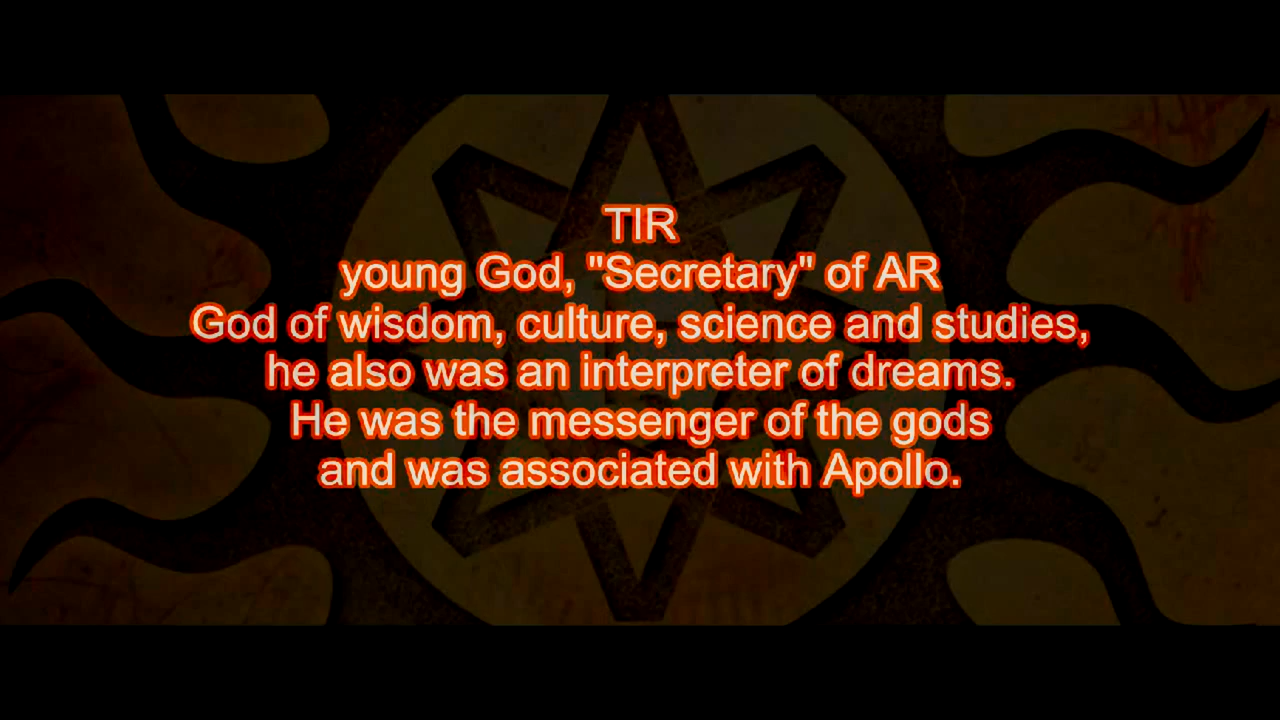 TIR
young God, "Secretary" of AR
God of wisdom, culture, science and studies,
he also was an interpreter of dreams.
He was the messenger of the gods
and was associated with Apollo.